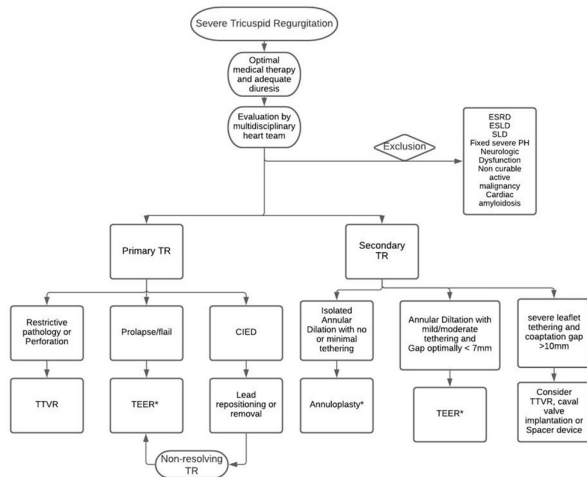 Severe Tricuspid Regurgitation
Optimal
medical therapy
and adequate
diuresis
Evaluation by
multidisciplinary
heart team
Exclusion
ESRD
ESLD
SLD
Fixed severe PH
Neurologic
Dysfunction
Non curable
active
malignancy
Cardiac
amyloidosis
Primary TR
Secondary
TR
Restrictive
pathology or
Perforation
Prolapse/flail
CIED
Isolated
Annular
Dilation with no
or minimal
tethering
Annular Dilation with
mild/moderate
tethering and
Gap optimally < 7mm
severe leaflet
tethering and
coaptation gap
>10mm
TTVR
TEER*
Lead
repositioning or
removal
Annuloplasty*
TEER*
Consider
TTVR, caval
valve
implantation or
Spacer device
Non-resolving
TR